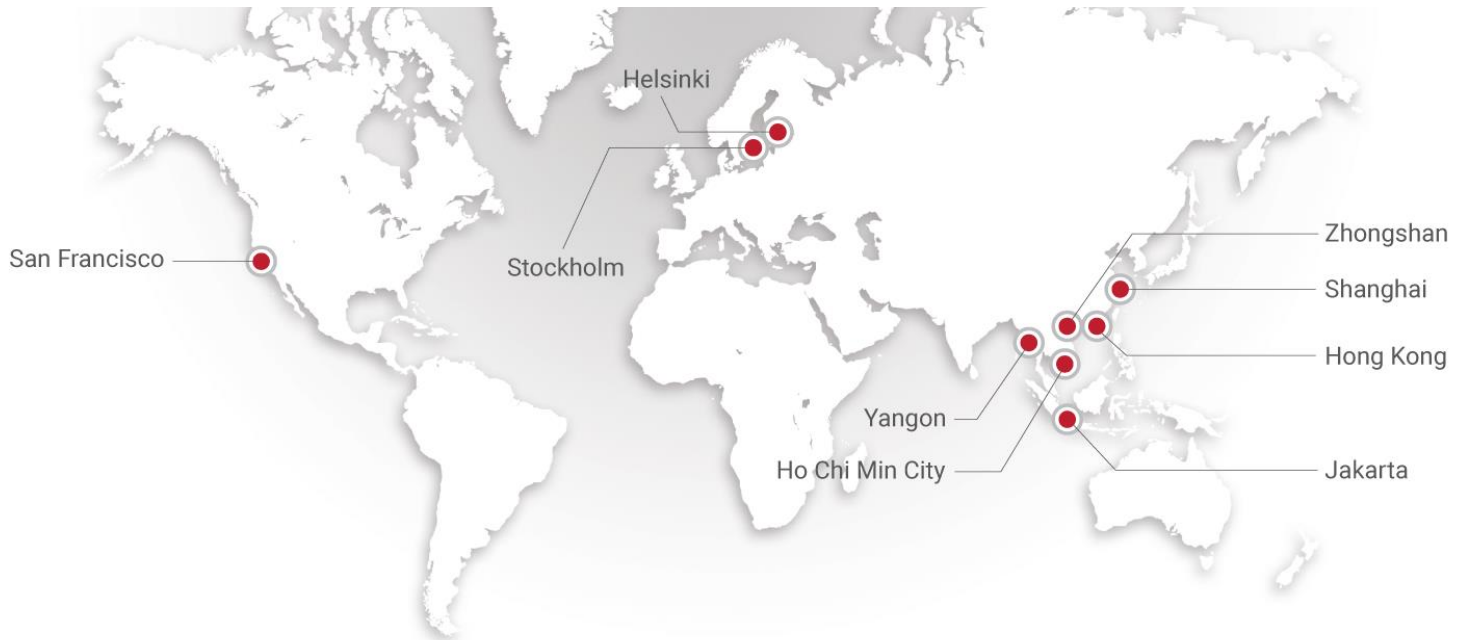 Helsinki
Zhongshan
San Francisco
Stockholm
Shanghai
Hong Kong
Yangon
Ho Chi Min City
Jakarta